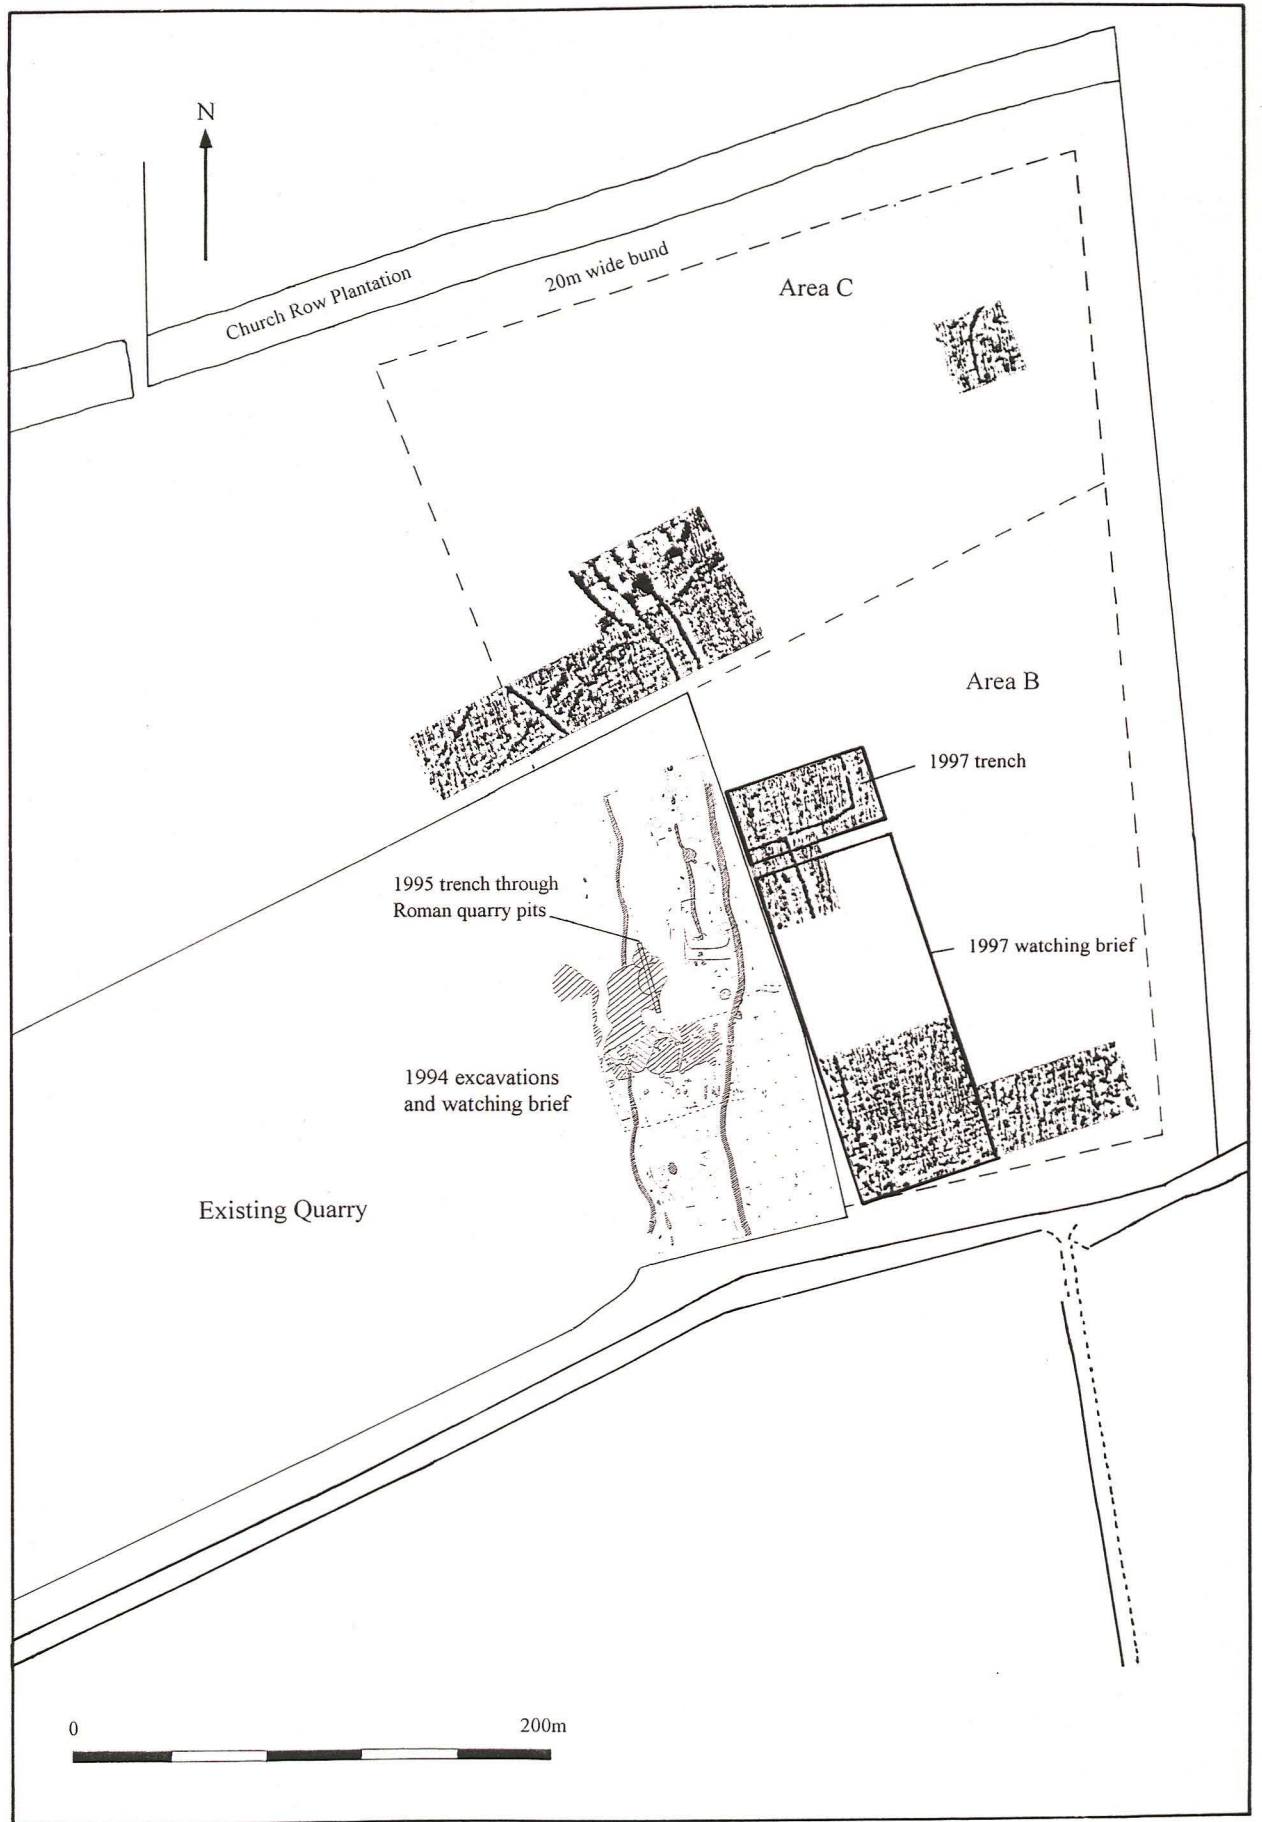 N
Church Row Plantation
20m wide bund
Area C
Area B
1997 trench
1995 trench through
Roman quarry pits
1997 watching brief
1994 excavations
and watching brief
Existing Quarry
0
200m